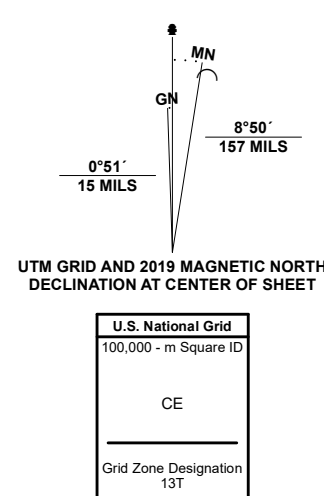 MN
GN
8°50´
157 MILS
0°51´
15 MILS
UTM GRID AND 2019 MAGNETIC NORTH
DECLINATION AT CENTER OF SHEET
U.S. National Grid
100,000 - m Square ID
CE
Grid Zone Designation
13T